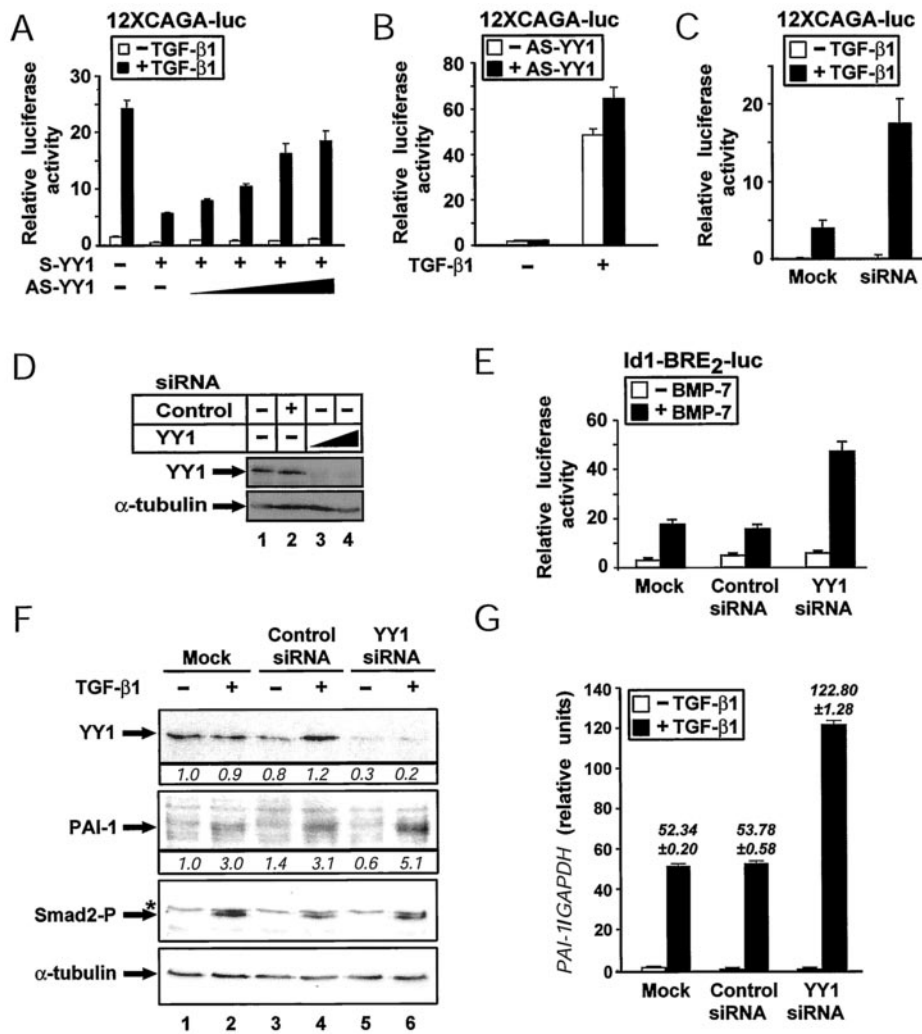 A
12XCAGA-luc
– TGF-β1
+ TGF-β1
Relative luciferase
activity
30
20
10
0
S-YY1 – + + + + +
AS-YY1 – –
B
12XCAGA-luc
– AS-YY1
+ AS-YY1
Relative luciferase
activity
80
60
40
20
0
TGF-β1 – +
C
12XCAGA-luc
– TGF-β1
+ TGF-β1
Relative luciferase
activity
20
10
0
Mock siRNA
D
siRNA
Control – + – –
YY1 – –
YY1
α-tubulin
1 2 3 4
E
Id1-BRE2-luc
– BMP-7
+ BMP-7
Relative luciferase
activity
60
40
20
0
Mock Control siRNA YY1 siRNA
F
Mock Control siRNA YY1 siRNA
TGF-β1 – + – + – +
YY1
1.0 0.9 0.8 1.2 0.3 0.2
PAI-1
1.0 3.0 1.4 3.1 0.6 5.1
Smad2-P *
α-tubulin
1 2 3 4 5 6
G
– TGF-β1
+ TGF-β1
PAI-1/GAPDH (relative units)
140
120
100
80
60
40
20
0
52.34
±0.20
53.78
±0.58
122.80
±1.28
Mock Control siRNA YY1 siRNA